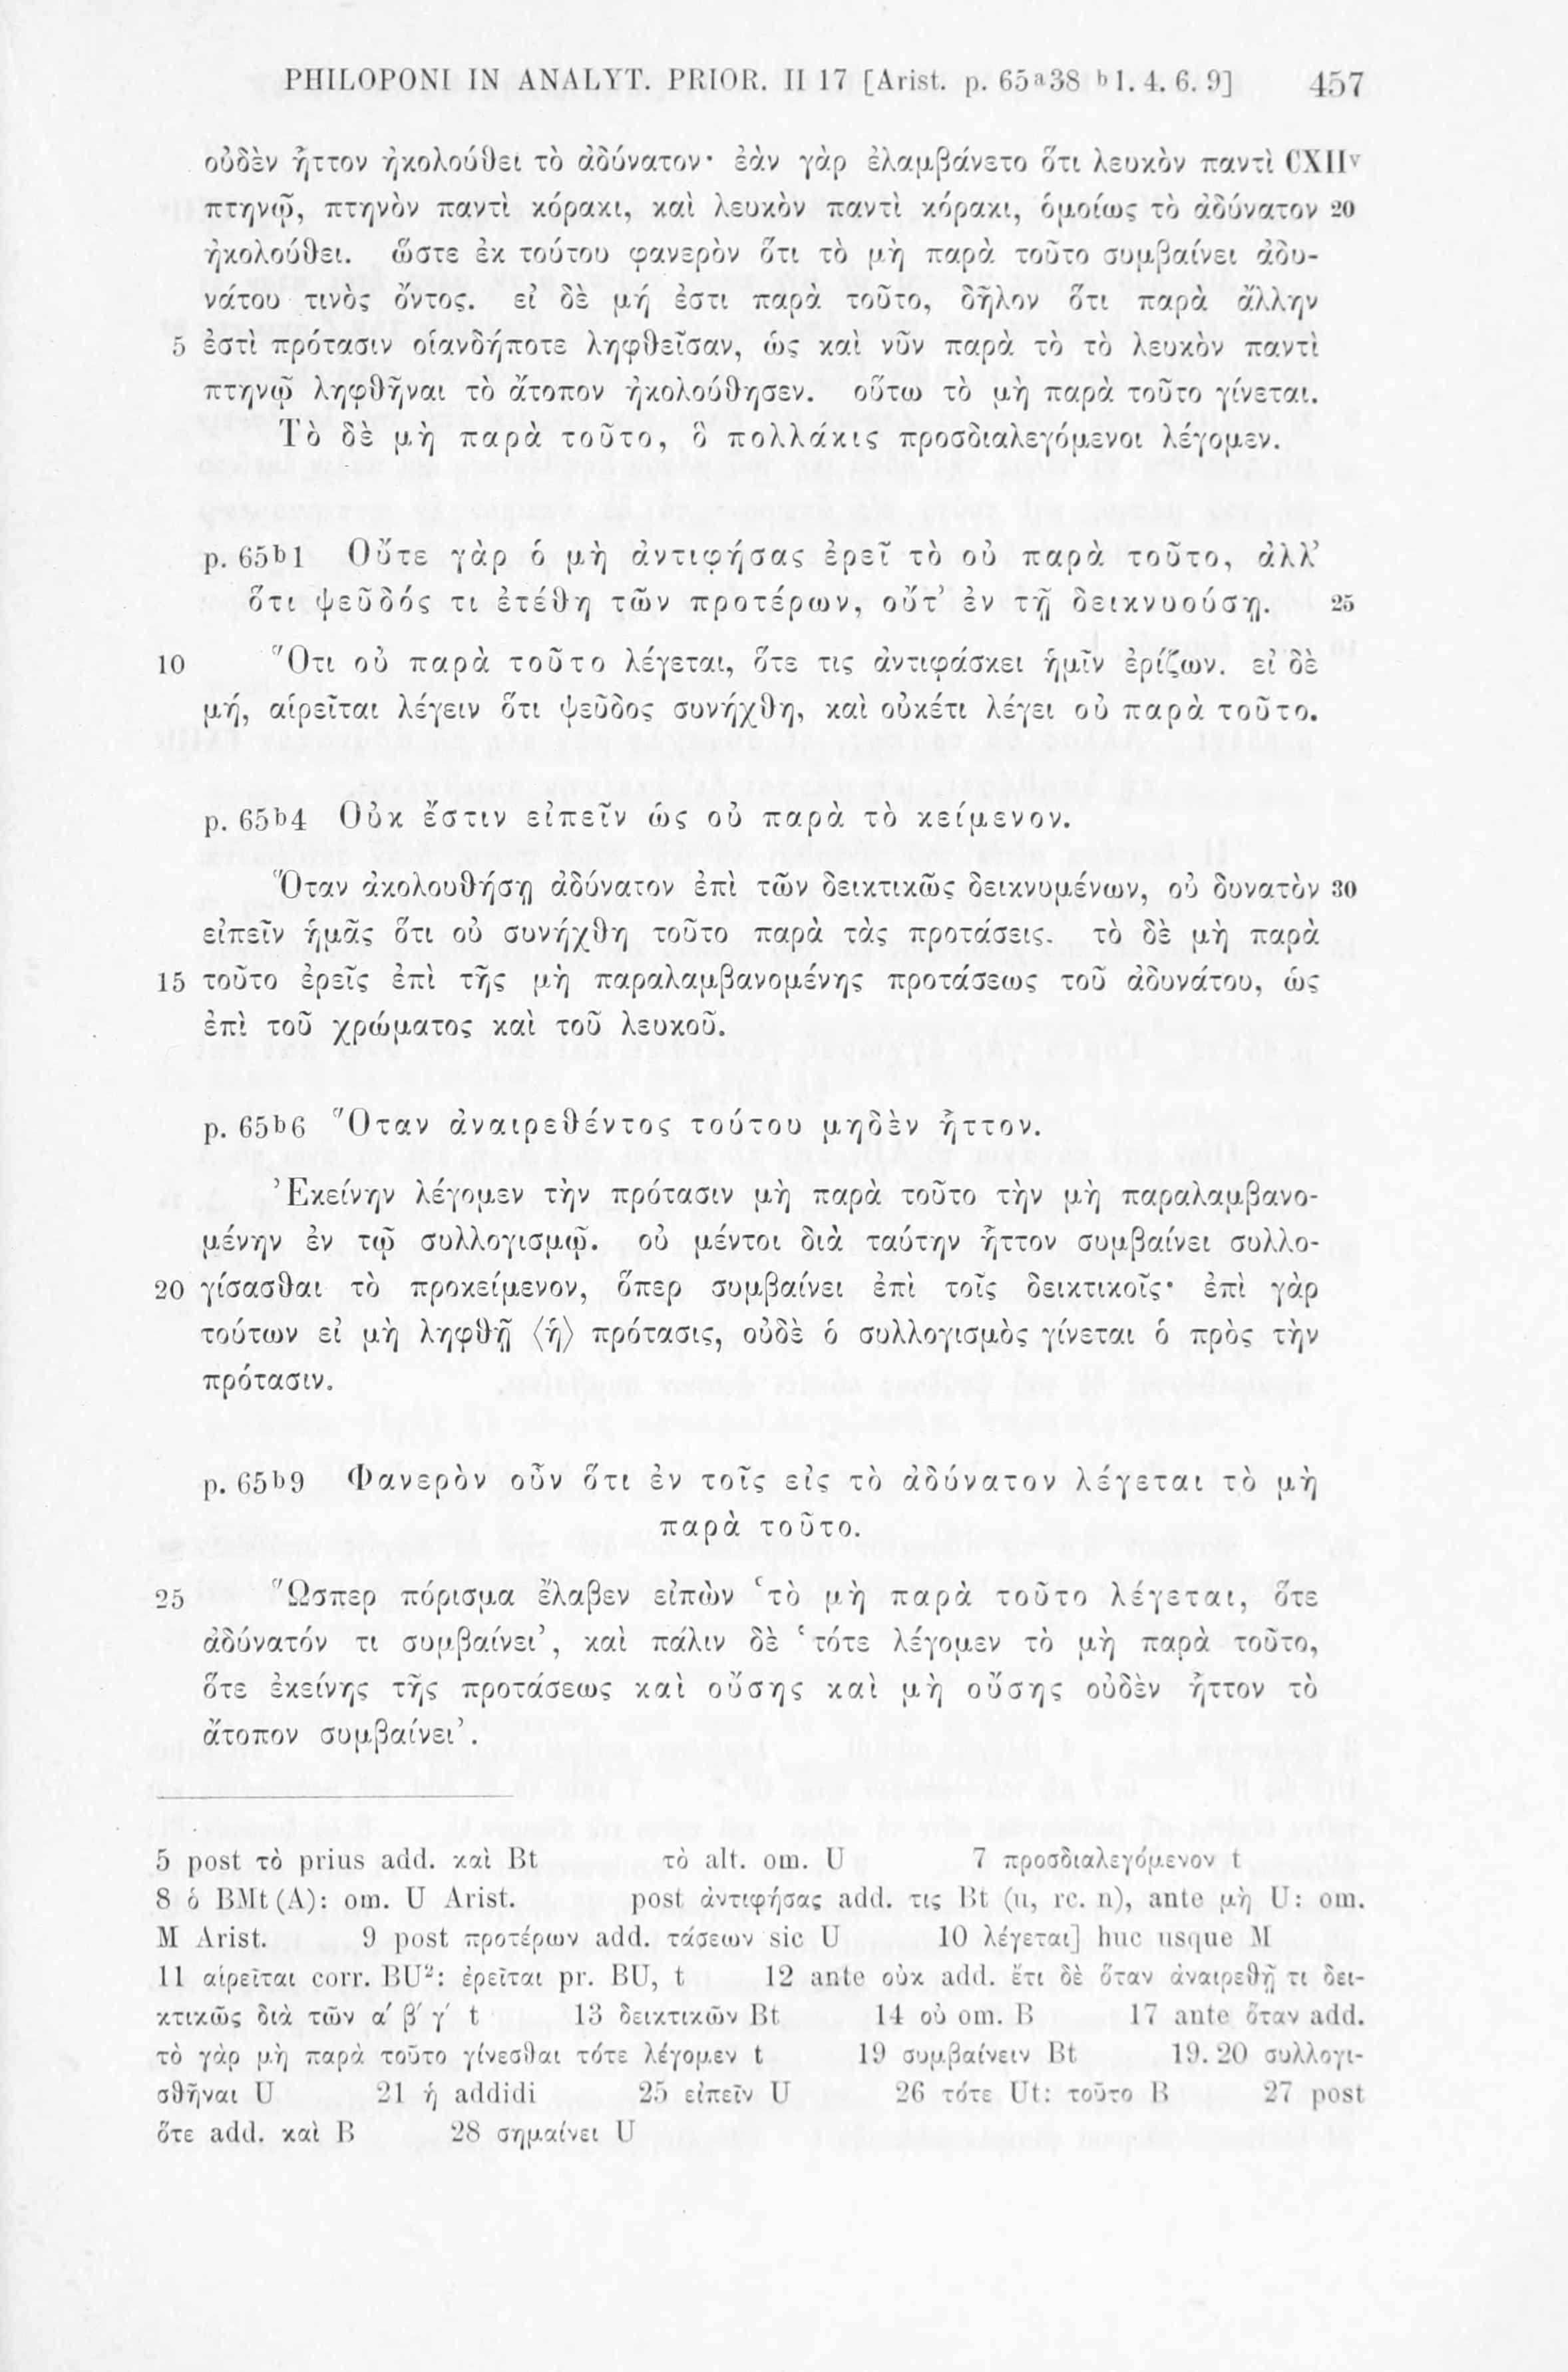 PHILOPONI IN ANALYT. PRIOR. II 17 [Arist. p. 65a38 b1. 4. 6. 9] 457
οὐδὲν ἧττον ἠκολούθει τὸ ἀδύνατον· ἐὰν γὰρ ἐλαμβάνετο ὅτι λευκὸν παντὶ CXIIv
πτηνῷ, πτηνὸν παντὶ κόρακι, καὶ λευκὸν παντὶ κόρακι, ὁμοίως τὸ ἀδύνατον 20
ἠκολούθει. ὥστε ἐκ τούτου φανερὸν ὅτι τὸ μὴ παρὰ τοῦτο συμβαίνει ἀδυ-
νάτου τινὸς ὄντος. εἰ δὲ μή ἐστι παρὰ τοῦτο, δῆλον ὅτι παρὰ ἄλλην
5 ἐστὶ πρότασιν οἱανδήποτε ληφθεῖσαν, ὡς καὶ νῦν παρὰ τὸ τὸ λευκὸν παντὶ
πτηνῷ ληφθῆναι τὸ ἄτοπον ἠκολούθησεν. οὕτω τὸ μὴ παρὰ τοῦτο γίνεται.
Τὸ δὲ μὴ παρὰ τοῦτο, ὃ πολλάκις προσδιαλεγόμενοι λέγομεν.
p. 65b1 Οὔτε γὰρ ὁ μὴ ἀντιφήσας ἐρεῖ τὸ οὐ παρὰ τοῦτο, ἀλλ’
ὅτι ψεῦδός τι ἐτέθη τῶν προτέρων, οὔτ’ ἐν τῇ δεικνυούσῃ. 25
10 Ὅτι οὐ παρὰ τοῦτο λέγεται, ὅτε τις ἀντιφάσκει ἡμῖν ἐρίζων. εἰ δὲ
μή, αἱρεῖται λέγειν ὅτι ψεῦδος συνήχθη, καὶ οὐκέτι λέγει οὐ παρὰ τοῦτο.
p. 65b4 Οὐκ ἔστιν εἰπεῖν ὡς οὐ παρὰ τὸ κείμενον.
Ὅταν ἀκολουθήσῃ ἀδύνατον ἐπὶ τῶν δεικτικῶς δεικνυμένων, οὐ δυνατὸν 30
εἰπεῖν ἡμᾶς ὅτι οὐ συνήχθη τοῦτο παρὰ τὰς προτάσεις. τὸ δὲ μὴ παρὰ
15 τοῦτο ἐρεῖς ἐπὶ τῆς μὴ παραλαμβανομένης προτάσεως τοῦ ἀδυνάτου, ὡς
ἐπὶ τοῦ χρώματος καὶ τοῦ λευκοῦ.
p. 65b6 Ὅταν ἀναιρεθέντος τούτου μηδὲν ἧττον.
Ἐκείνην λέγομεν τὴν πρότασιν μὴ παρὰ τοῦτο τὴν μὴ παραλαμβανο-
μένην ἐν τῷ συλλογισμῷ. οὐ μέντοι διὰ ταύτην ἧττον συμβαίνει συλλο-
20 γίσασθαι τὸ προκείμενον, ὅπερ συμβαίνει ἐπὶ τοῖς δεικτικοῖς· ἐπὶ γὰρ
τούτων εἰ μὴ ληφθῇ ⟨ἡ⟩ πρότασις, οὐδὲ ὁ συλλογισμὸς γίνεται ὁ πρὸς τὴν
πρότασιν.
p. 65b9 Φανερὸν οὖν ὅτι ἐν τοῖς εἰς τὸ ἀδύνατον λέγεται τὸ μὴ
παρὰ τοῦτο.
25 Ὥσπερ πόρισμα ἔλαβεν εἰπὼν ‘τὸ μὴ παρὰ τοῦτο λέγεται, ὅτε
ἀδύνατόν τι συμβαίνει’, καὶ πάλιν δὲ ‘τότε λέγομεν τὸ μὴ παρὰ τοῦτο,
ὅτε ἐκείνης τῆς προτάσεως καὶ οὔσης καὶ μὴ οὔσης οὐδὲν ἧττον τὸ
ἄτοπον συμβαίνει’.
5 post τὸ prius add. καὶ Bt τὸ alt. om. U 7 προσδιαλεγόμενον t
8 ὁ BMt (A): om. U Arist. post ἀντιφήσας add. τις Bt (u, rc. n), ante μὴ U: om.
M Arist. 9 post προτέρων add. τάσεων sic U 10 λέγεται] huc usque M
11 αἱρεῖται corr. BU2: ἐρεῖται pr. BU, t 12 ante οὐκ add. ἔτι δὲ ὅταν ἀναιρεθῇ τι δει-
κτικῶς διὰ τῶν α΄ β΄ γ΄ t 13 δεικτικῶν Bt 14 οὐ om. B 17 ante ὅταν add.
τὸ γὰρ μὴ παρὰ τοῦτο γίνεσθαι τότε λέγομεν t 19 συμβαίνειν Bt 19. 20 συλλογι-
σθῆναι U 21 ἡ addidi 25 εἰπεῖν U 26 τότε Ut: τοῦτο B 27 post
ὅτε add. καὶ B 28 σημαίνει U